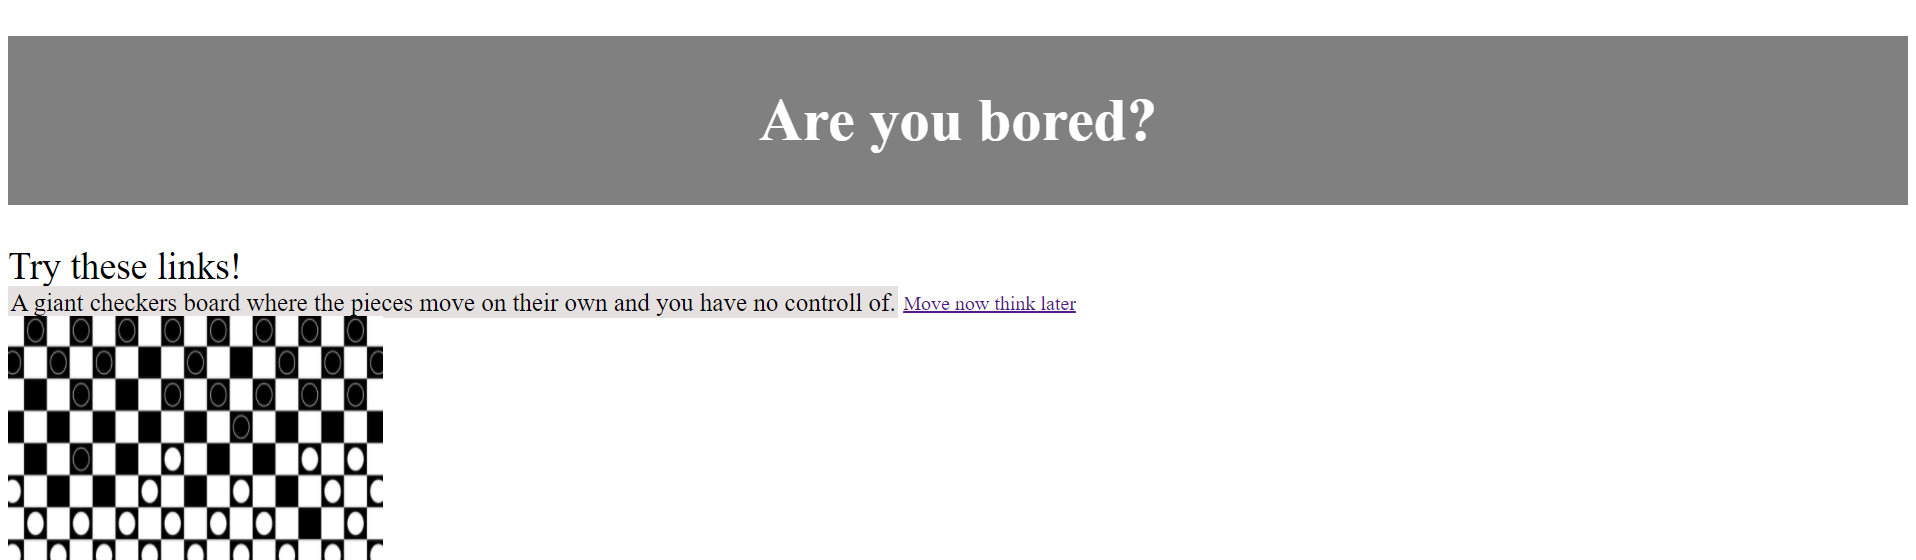 Are you bored?
Try these links!
A giant checkers board where the pieces move on their own and you have no controll of. Move now think later